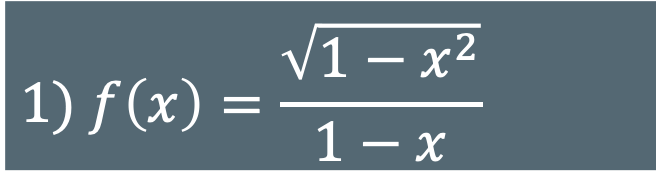 1) f(x) = √(1 − x²) / (1 − x)